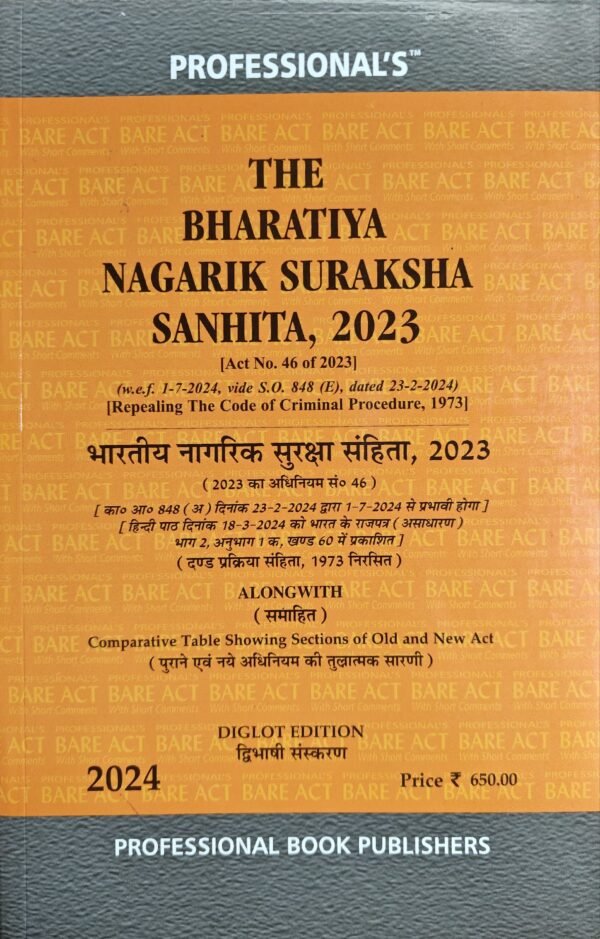 PROFESSIONAL'S™
THE
BHARATIYA
NAGARIK SURAKSHA
SANHITA, 2023
[Act No. 46 of 2023]
(w.e.f. 1-7-2024, vide S.O. 848 (E), dated 23-2-2024)
[Repealing The Code of Criminal Procedure, 1973]
भारतीय नागरिक सुरक्षा संहिता, 2023
( 2023 का अधिनियम सं० 46 )
[ का० आ० 848 ( अ ) दिनांक 23-2-2024 द्वारा 1-7-2024 से प्रभावी होगा ]
[ हिन्दी पाठ दिनांक 18-3-2024 को भारत के राजपत्र ( असाधारण )
भाग 2, अनुभाग 1 क, खण्ड 60 में प्रकाशित ]
( दण्ड प्रक्रिया संहिता, 1973 निरसित )
ALONGWITH
( समाहित )
Comparative Table Showing Sections of Old and New Act
( पुराने एवं नये अधिनियम की तुलनात्मक सारणी )
DIGLOT EDITION
द्विभाषी संस्करण
2024 Price ₹ 650.00
PROFESSIONAL BOOK PUBLISHERS